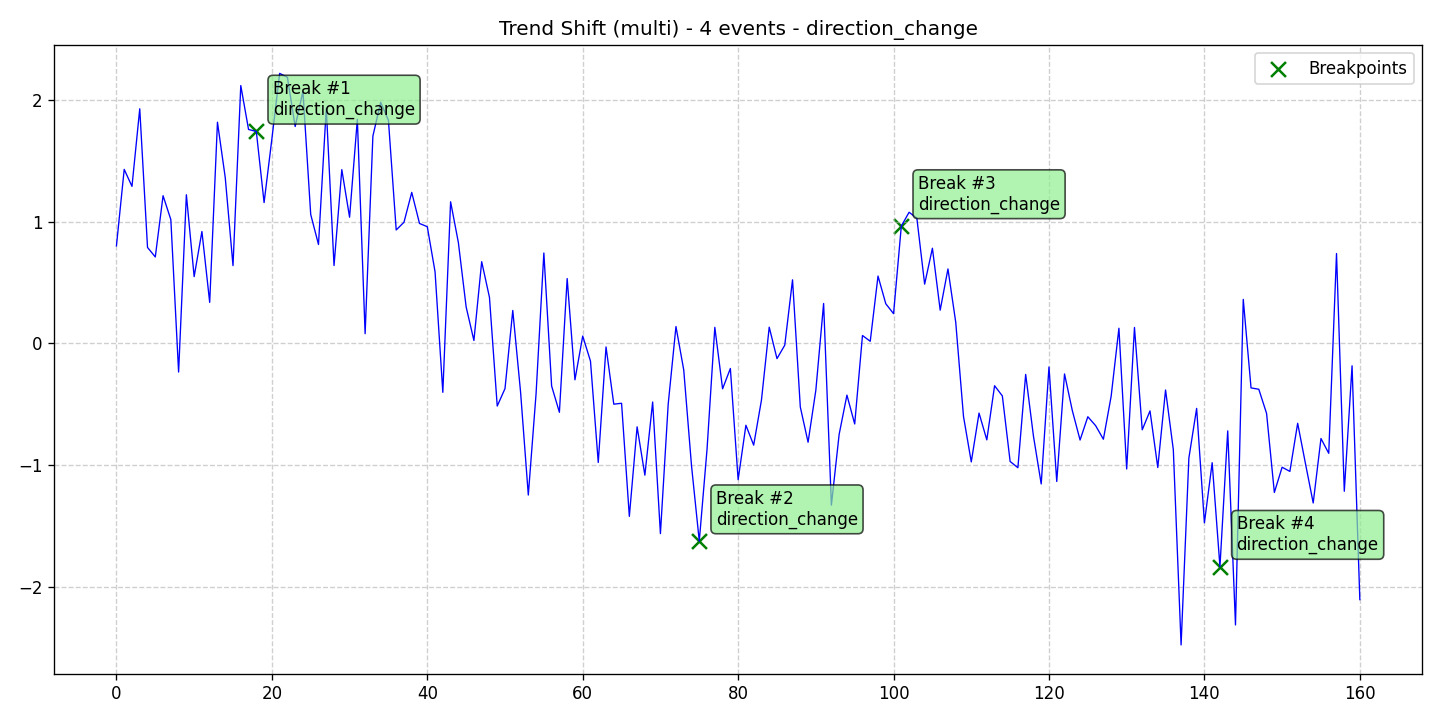 Trend Shift (multi) - 4 events - direction_change
Breakpoints
Break #1
direction_change
Break #3
direction_change
Break #2
direction_change
Break #4
direction_change
2
1
0
−1
−2
0 20 40 60 80 100 120 140 160